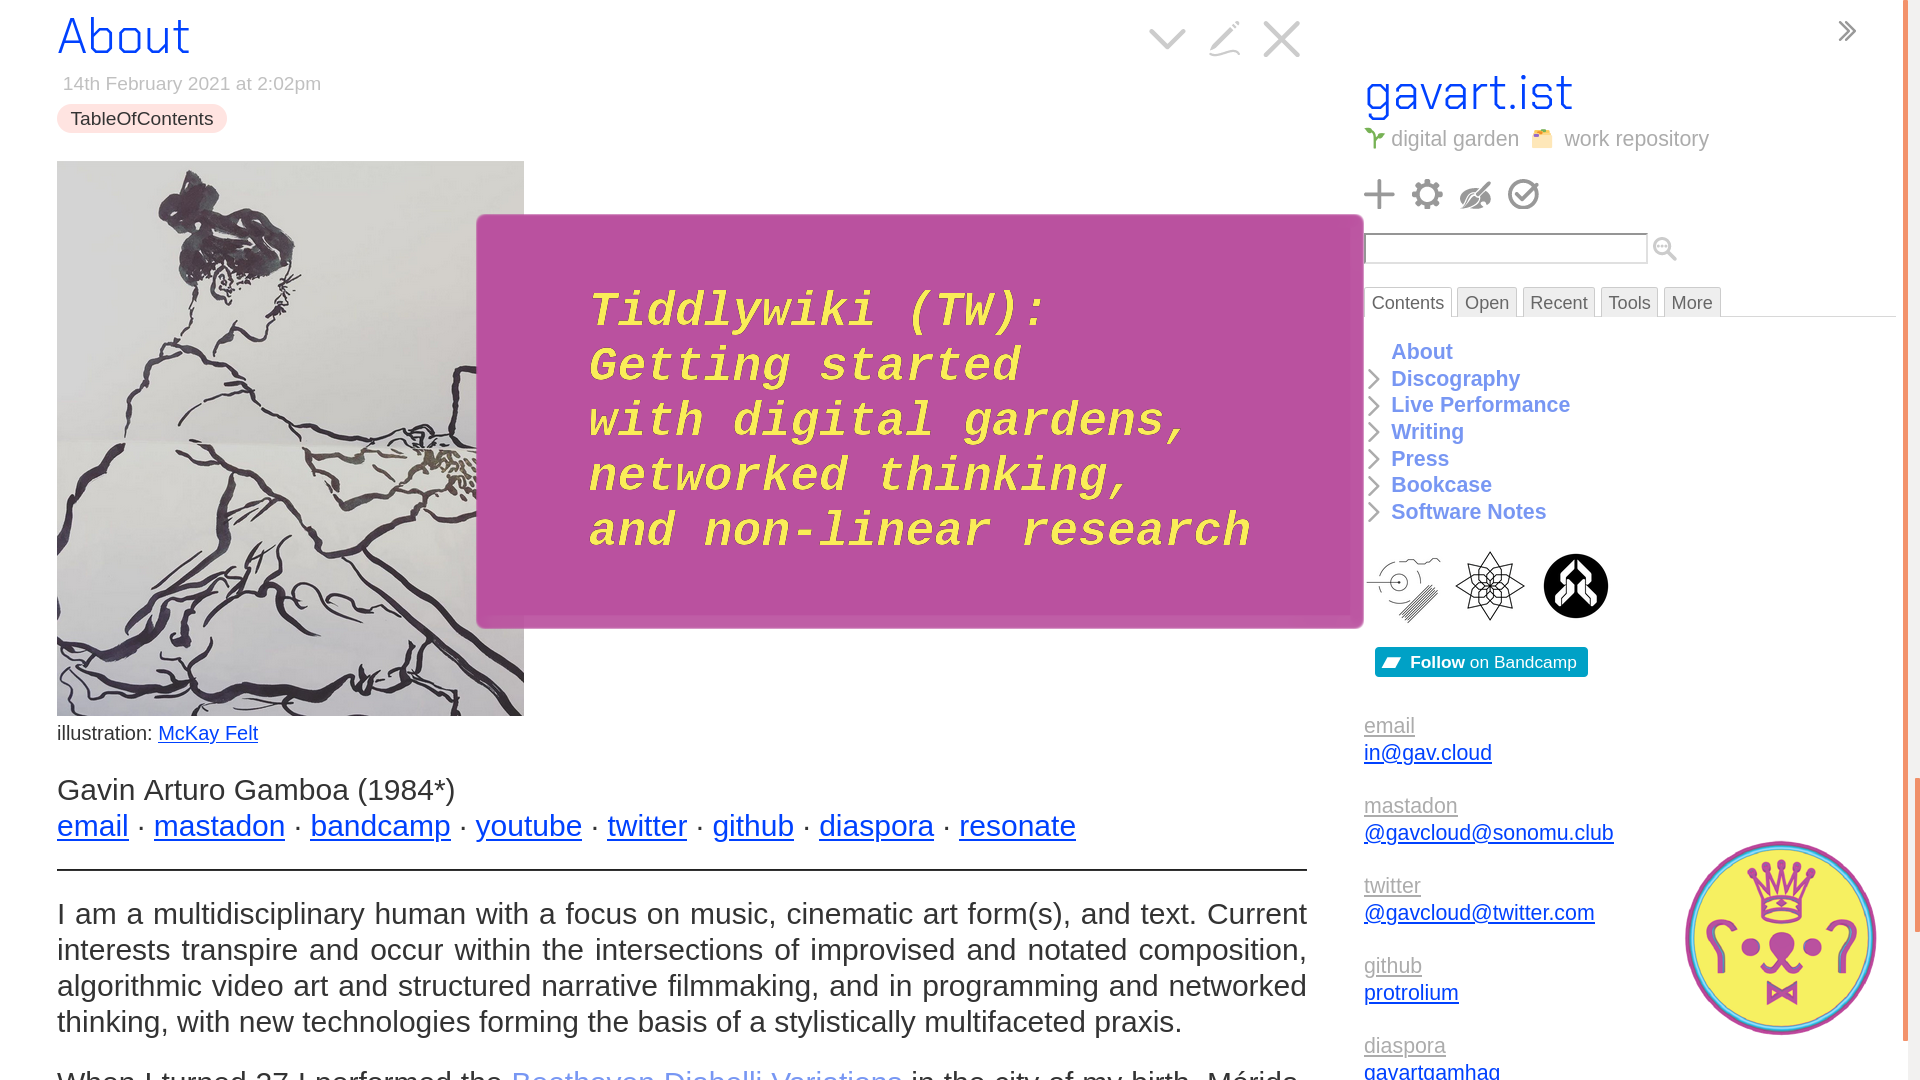 About
14th February 2021 at 2:02pm
TableOfContents
illustration: McKay Felt
Gavin Arturo Gamboa (1984*)
email · mastadon · bandcamp · youtube · twitter · github · diaspora · resonate
I am a multidisciplinary human with a focus on music, cinematic art form(s), and text. Current
interests transpire and occur within the intersections of improvised and notated composition,
algorithmic video art and structured narrative filmmaking, and in programming and networked
thinking, with new technologies forming the basis of a stylistically multifaceted praxis.
When I turned 27 I performed the Beethoven Diabelli Variations in the city of my birth, Mérida,
Tiddlywiki (TW):
Getting started
with digital gardens,
networked thinking,
and non-linear research
gavart.ist
digital garden work repository
Contents Open Recent Tools More
About
Discography
Live Performance
Writing
Press
Bookcase
Software Notes
Follow on Bandcamp
email
in@gav.cloud
mastadon
@gavcloud@sonomu.club
twitter
@gavcloud@twitter.com
github
protrolium
diaspora
gavartgamhag